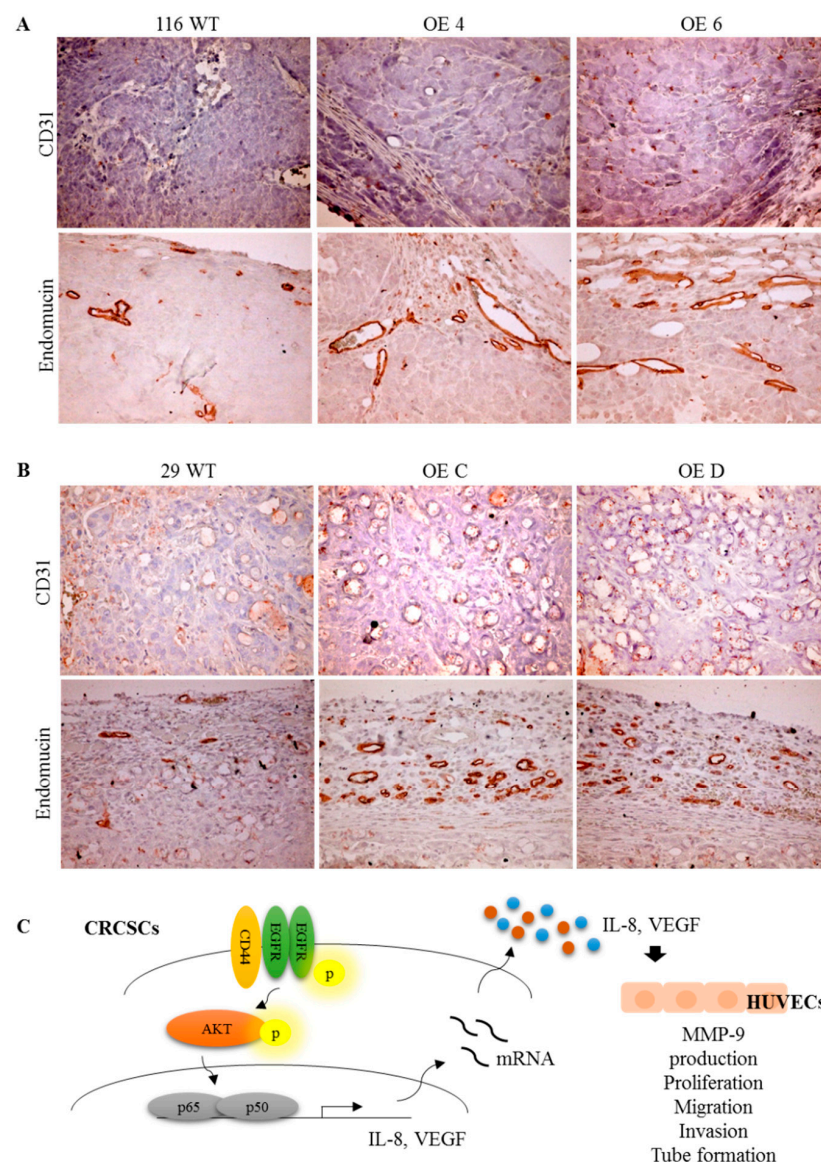 A
116 WT
OE 4
OE 6
CD31
Endomucin
B
29 WT
OE C
OE D
CD31
Endomucin
C
CRCSCs
CD44
EGFR
EGFR
p
AKT
p
p65
p50
mRNA
IL-8, VEGF
IL-8, VEGF
HUVECs
MMP-9
production
Proliferation
Migration
Invasion
Tube formation